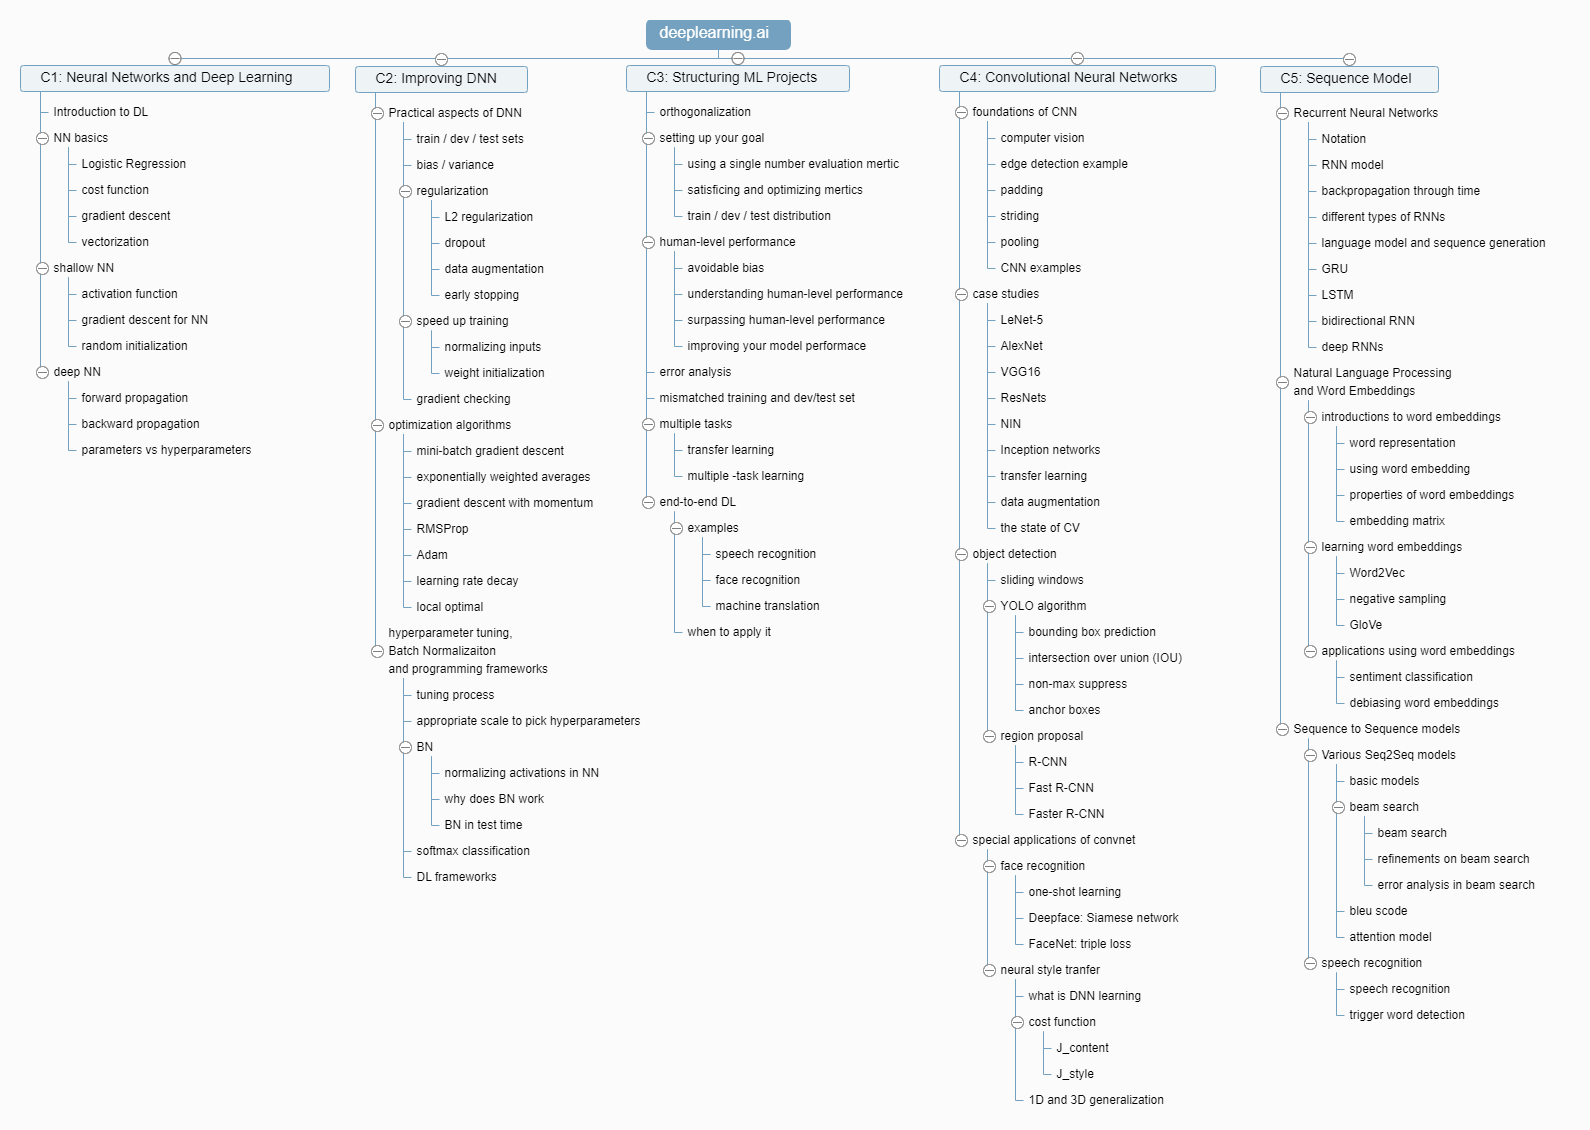 deeplearning.ai
C1: Neural Networks and Deep Learning
Introduction to DL
NN basics
Logistic Regression
cost function
gradient descent
vectorization
shallow NN
activation function
gradient descent for NN
random initialization
deep NN
forward propagation
backward propagation
parameters vs hyperparameters
C2: Improving DNN
Practical aspects of DNN
train / dev / test sets
bias / variance
regularization
L2 regularization
dropout
data augmentation
early stopping
speed up training
normalizing inputs
weight initialization
gradient checking
optimization algorithms
mini-batch gradient descent
exponentially weighted averages
gradient descent with momentum
RMSProp
Adam
learning rate decay
local optimal
hyperparameter tuning,
Batch Normalizaiton
and programming frameworks
tuning process
appropriate scale to pick hyperparameters
BN
normalizing activations in NN
why does BN work
BN in test time
softmax classification
DL frameworks
C3: Structuring ML Projects
orthogonalization
setting up your goal
using a single number evaluation mertic
satisficing and optimizing mertics
train / dev / test distribution
human-level performance
avoidable bias
understanding human-level performance
surpassing human-level performance
improving your model performace
error analysis
mismatched training and dev/test set
multiple tasks
transfer learning
multiple -task learning
end-to-end DL
examples
speech recognition
face recognition
machine translation
when to apply it
C4: Convolutional Neural Networks
foundations of CNN
computer vision
edge detection example
padding
striding
pooling
CNN examples
case studies
LeNet-5
AlexNet
VGG16
ResNets
NIN
Inception networks
transfer learning
data augmentation
the state of CV
object detection
sliding windows
YOLO algorithm
bounding box prediction
intersection over union (IOU)
non-max suppress
anchor boxes
region proposal
R-CNN
Fast R-CNN
Faster R-CNN
special applications of convnet
face recognition
one-shot learning
Deepface: Siamese network
FaceNet: triple loss
neural style tranfer
what is DNN learning
cost function
J_content
J_style
1D and 3D generalization
C5: Sequence Model
Recurrent Neural Networks
Notation
RNN model
backpropagation through time
different types of RNNs
language model and sequence generation
GRU
LSTM
bidirectional RNN
deep RNNs
Natural Language Processing
and Word Embeddings
introductions to word embeddings
word representation
using word embedding
properties of word embeddings
embedding matrix
learning word embeddings
Word2Vec
negative sampling
GloVe
applications using word embeddings
sentiment classification
debiasing word embeddings
Sequence to Sequence models
Various Seq2Seq models
basic models
beam search
beam search
refinements on beam search
error analysis in beam search
bleu scode
attention model
speech recognition
speech recognition
trigger word detection